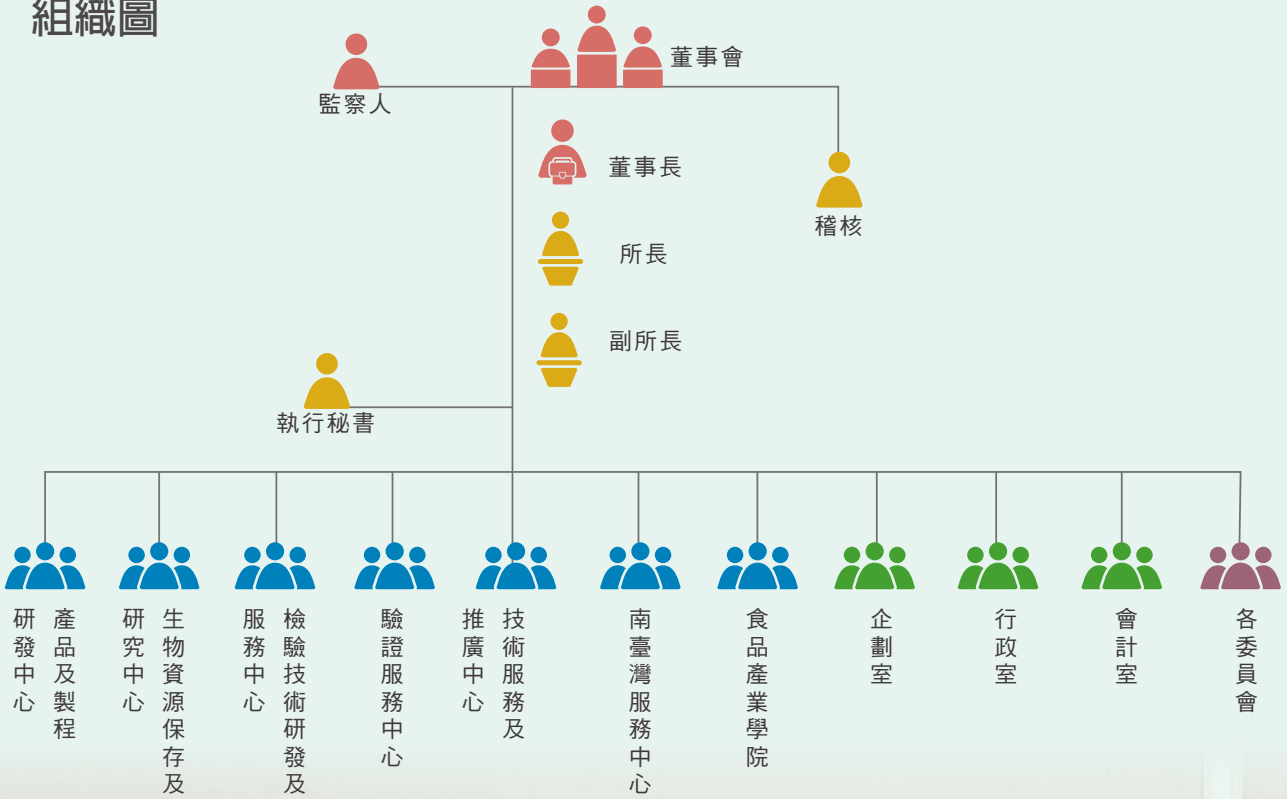 組織圖
董事會
監察人
董事長
稽核
所長
副所長
執行秘書
產品及製程
研發中心
生物資源保存及
研究中心
檢驗技術研發及
服務中心
驗證服務中心
技術服務及
推廣中心
南臺灣服務中心
食品產業學院
企劃室
行政室
會計室
各委員會